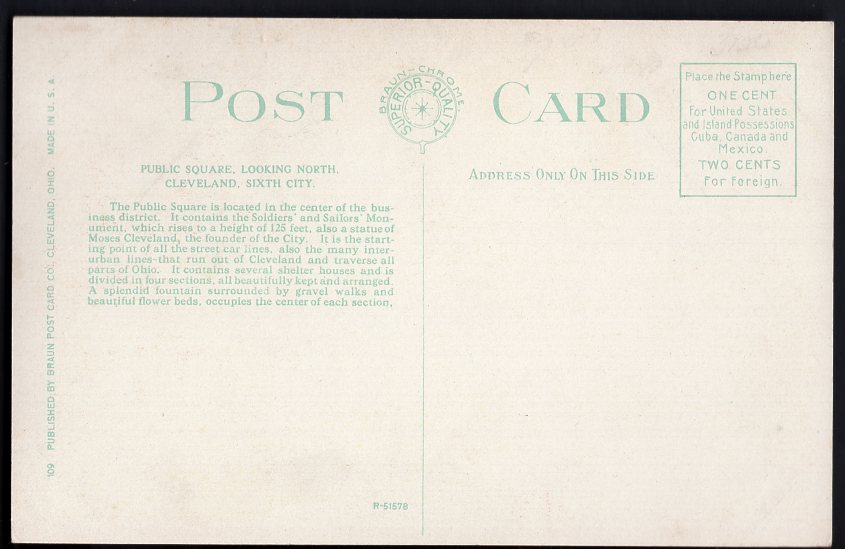 POST CARD
BRAUN-CHROME
SUPERIOR-QUALITY
Place the Stamp here
ONE CENT
For United States
and Island Possessions
Cuba, Canada and
Mexico.
TWO CENTS
For Foreign.
PUBLIC SQUARE, LOOKING NORTH,
CLEVELAND, SIXTH CITY.
ADDRESS ONLY ON THIS SIDE
The Public Square is located in the center of the bus-
iness district. It contains the Soldiers' and Sailors' Mon-
ument, which rises to a height of 125 feet, also a statue of
Moses Cleveland, the founder of the City. It is the start-
ing point of all the street car lines, also the many inter-
urban lines-that run out of Cleveland and traverse all
parts of Ohio. It contains several shelter houses and is
divided in four sections, all beautifully kept and arranged.
A splendid fountain surrounded by gravel walks and
beautiful flower beds, occupies the center of each section.
109 PUBLISHED BY BRAUN POST CARD CO., CLEVELAND, OHIO. MADE IN U. S. A
R-51578